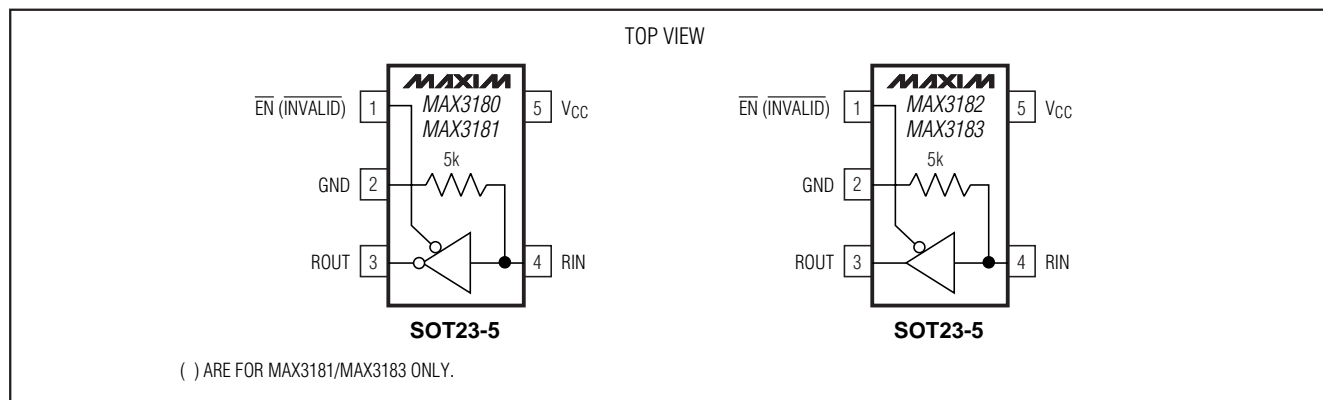 TOP VIEW
MAXIM
MAX3180
MAX3181
5k
EN (INVALID) 1
GND 2
ROUT 3
5 VCC
4 RIN
SOT23-5
MAXIM
MAX3182
MAX3183
5k
EN (INVALID) 1
GND 2
ROUT 3
5 VCC
4 RIN
SOT23-5
( ) ARE FOR MAX3181/MAX3183 ONLY.